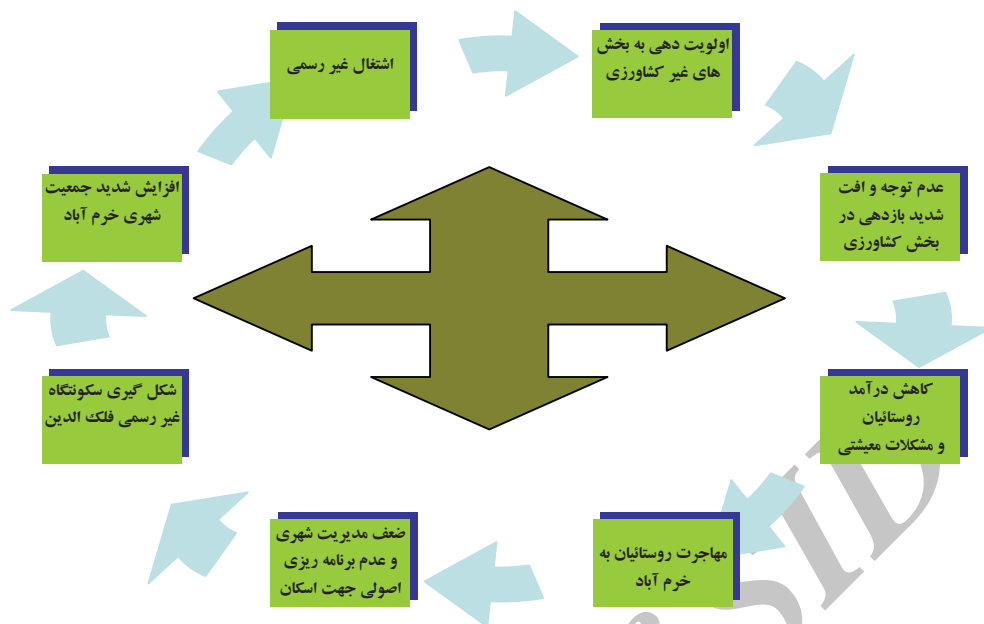 اولویت دهی به بخش
های غیر کشاورزی
عدم توجه و افت
شدید بازدهی در
بخش کشاورزی
کاهش درآمد
روستائیان
و مشکلات معیشتی
مهاجرت روستائیان به
خرم آباد
ضعف مدیریت شهری
و عدم برنامه ریزی
اصولی جهت اسکان
شکل گیری سکونتگاه
غیر رسمی فلک الدین
افزایش شدید جمعیت
شهری خرم آباد
اشتغال غیر رسمی
SID